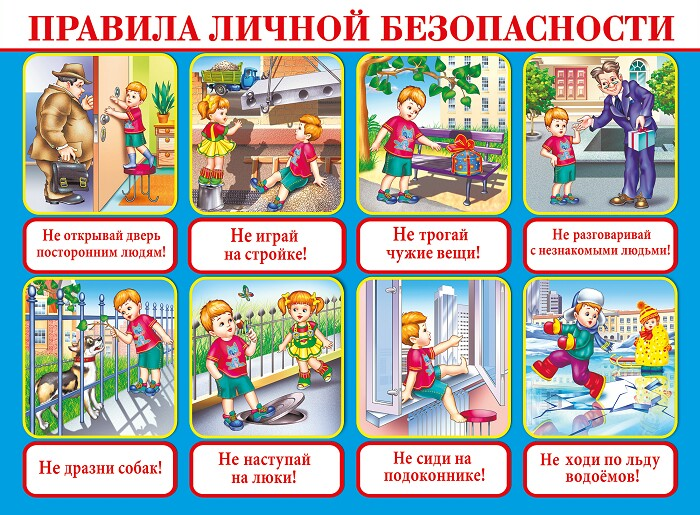 ПРАВИЛА ЛИЧНОЙ БЕЗОПАСНОСТИ
Не открывай дверь
посторонним людям!
Не играй
на стройке!
Не трогай
чужие вещи!
Не разговаривай
с незнакомыми людьми!
Не дразни собак!
Не наступай
на люки!
Не сиди на
подоконнике!
Не ходи по льду
водоёмов!